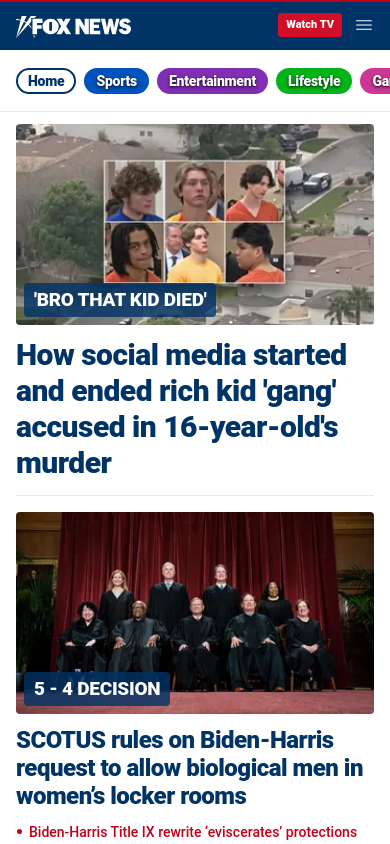 FOX NEWS
Watch TV
Home
Sports
Entertainment
Lifestyle
'BRO THAT KID DIED'
How social media started
and ended rich kid 'gang'
accused in 16-year-old's
murder
5 - 4 DECISION
SCOTUS rules on Biden-Harris
request to allow biological men in
women’s locker rooms
Biden-Harris Title IX rewrite ‘eviscerates’ protections